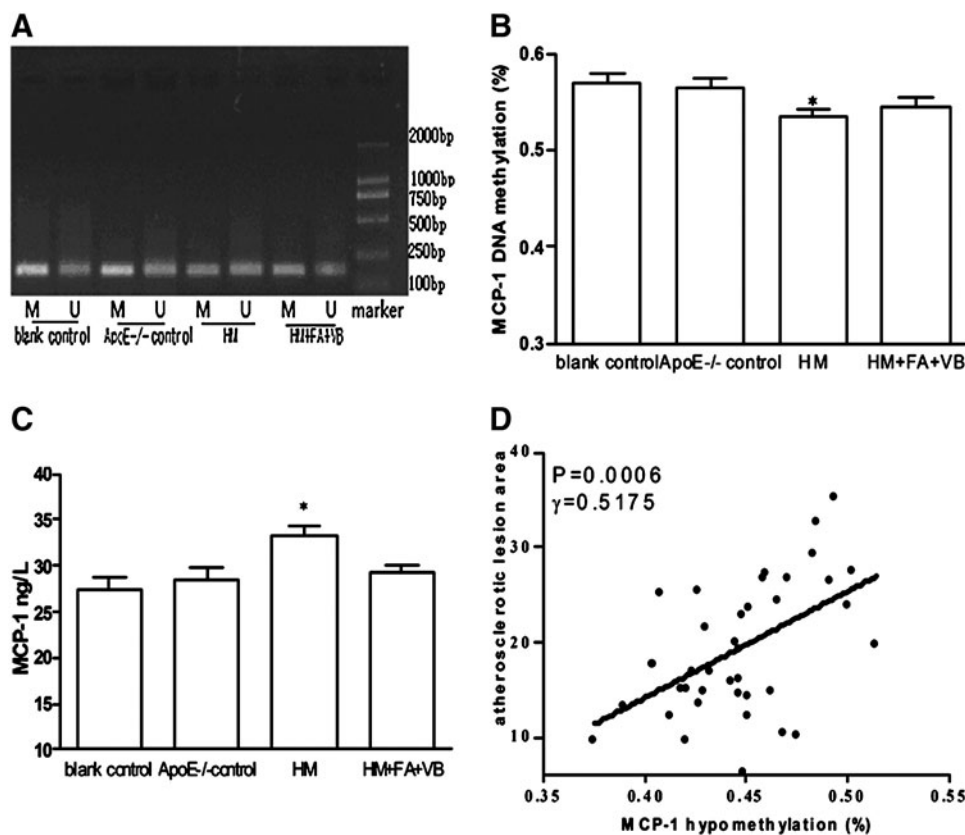 A
2000bp
1000bp
750bp
500bp
250bp
100bp
M U M U M U M U marker
blank control ApoE-/-control HM HM+FA+VB
B
MCP-1 DNA methylation (%)
0.6
0.5
0.4
0.3
*
blank control ApoE-/- control HM HM+FA+VB
C
MCP-1 ng/L
40
35
30
25
20
15
10
*
blank control ApoE-/-control HM HM+FA+VB
D
atherosclerotic lesion area
40
30
20
10
P=0.0006
γ=0.5175
0.35 0.40 0.45 0.50 0.55
MCP-1 hypomethylation (%)